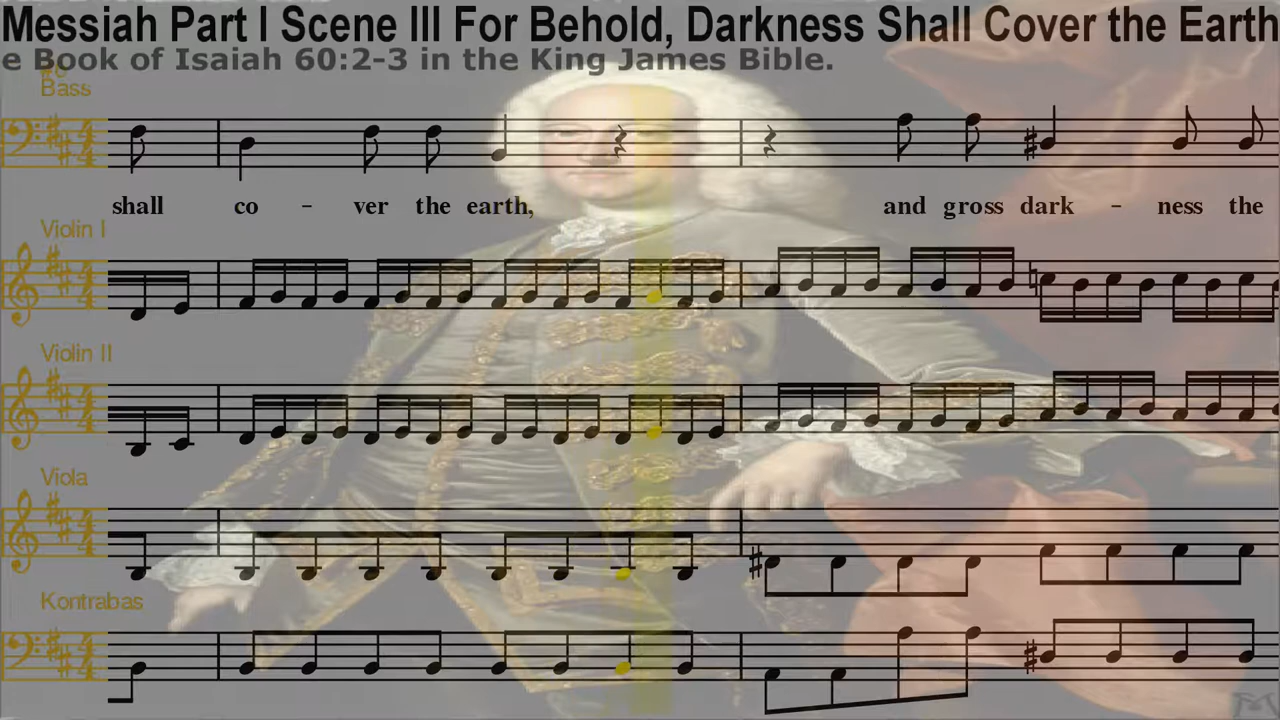 Messiah Part I Scene III For Behold, Darkness Shall Cover the Earth
e Book of Isaiah 60:2-3 in the King James Bible.
Bass
shall co - ver the earth, and gross dark - ness the
Violin I
Violin II
Viola
Kontrabas